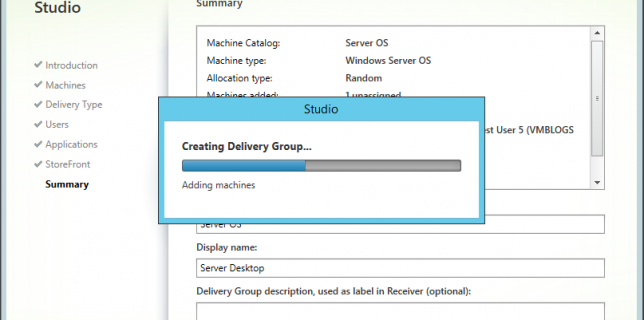 Studio
Introduction
Machines
Delivery Type
Users
Applications
StoreFront
Summary
Summary
Machine Catalog: Server OS
Machine type: Windows Server OS
Allocation type: Random
Machines added: 1 unassigned
est User 5 (VMBLOGS
Studio
Creating Delivery Group...
Adding machines
Server OS
Display name:
Server Desktop
Delivery Group description, used as label in Receiver (optional):